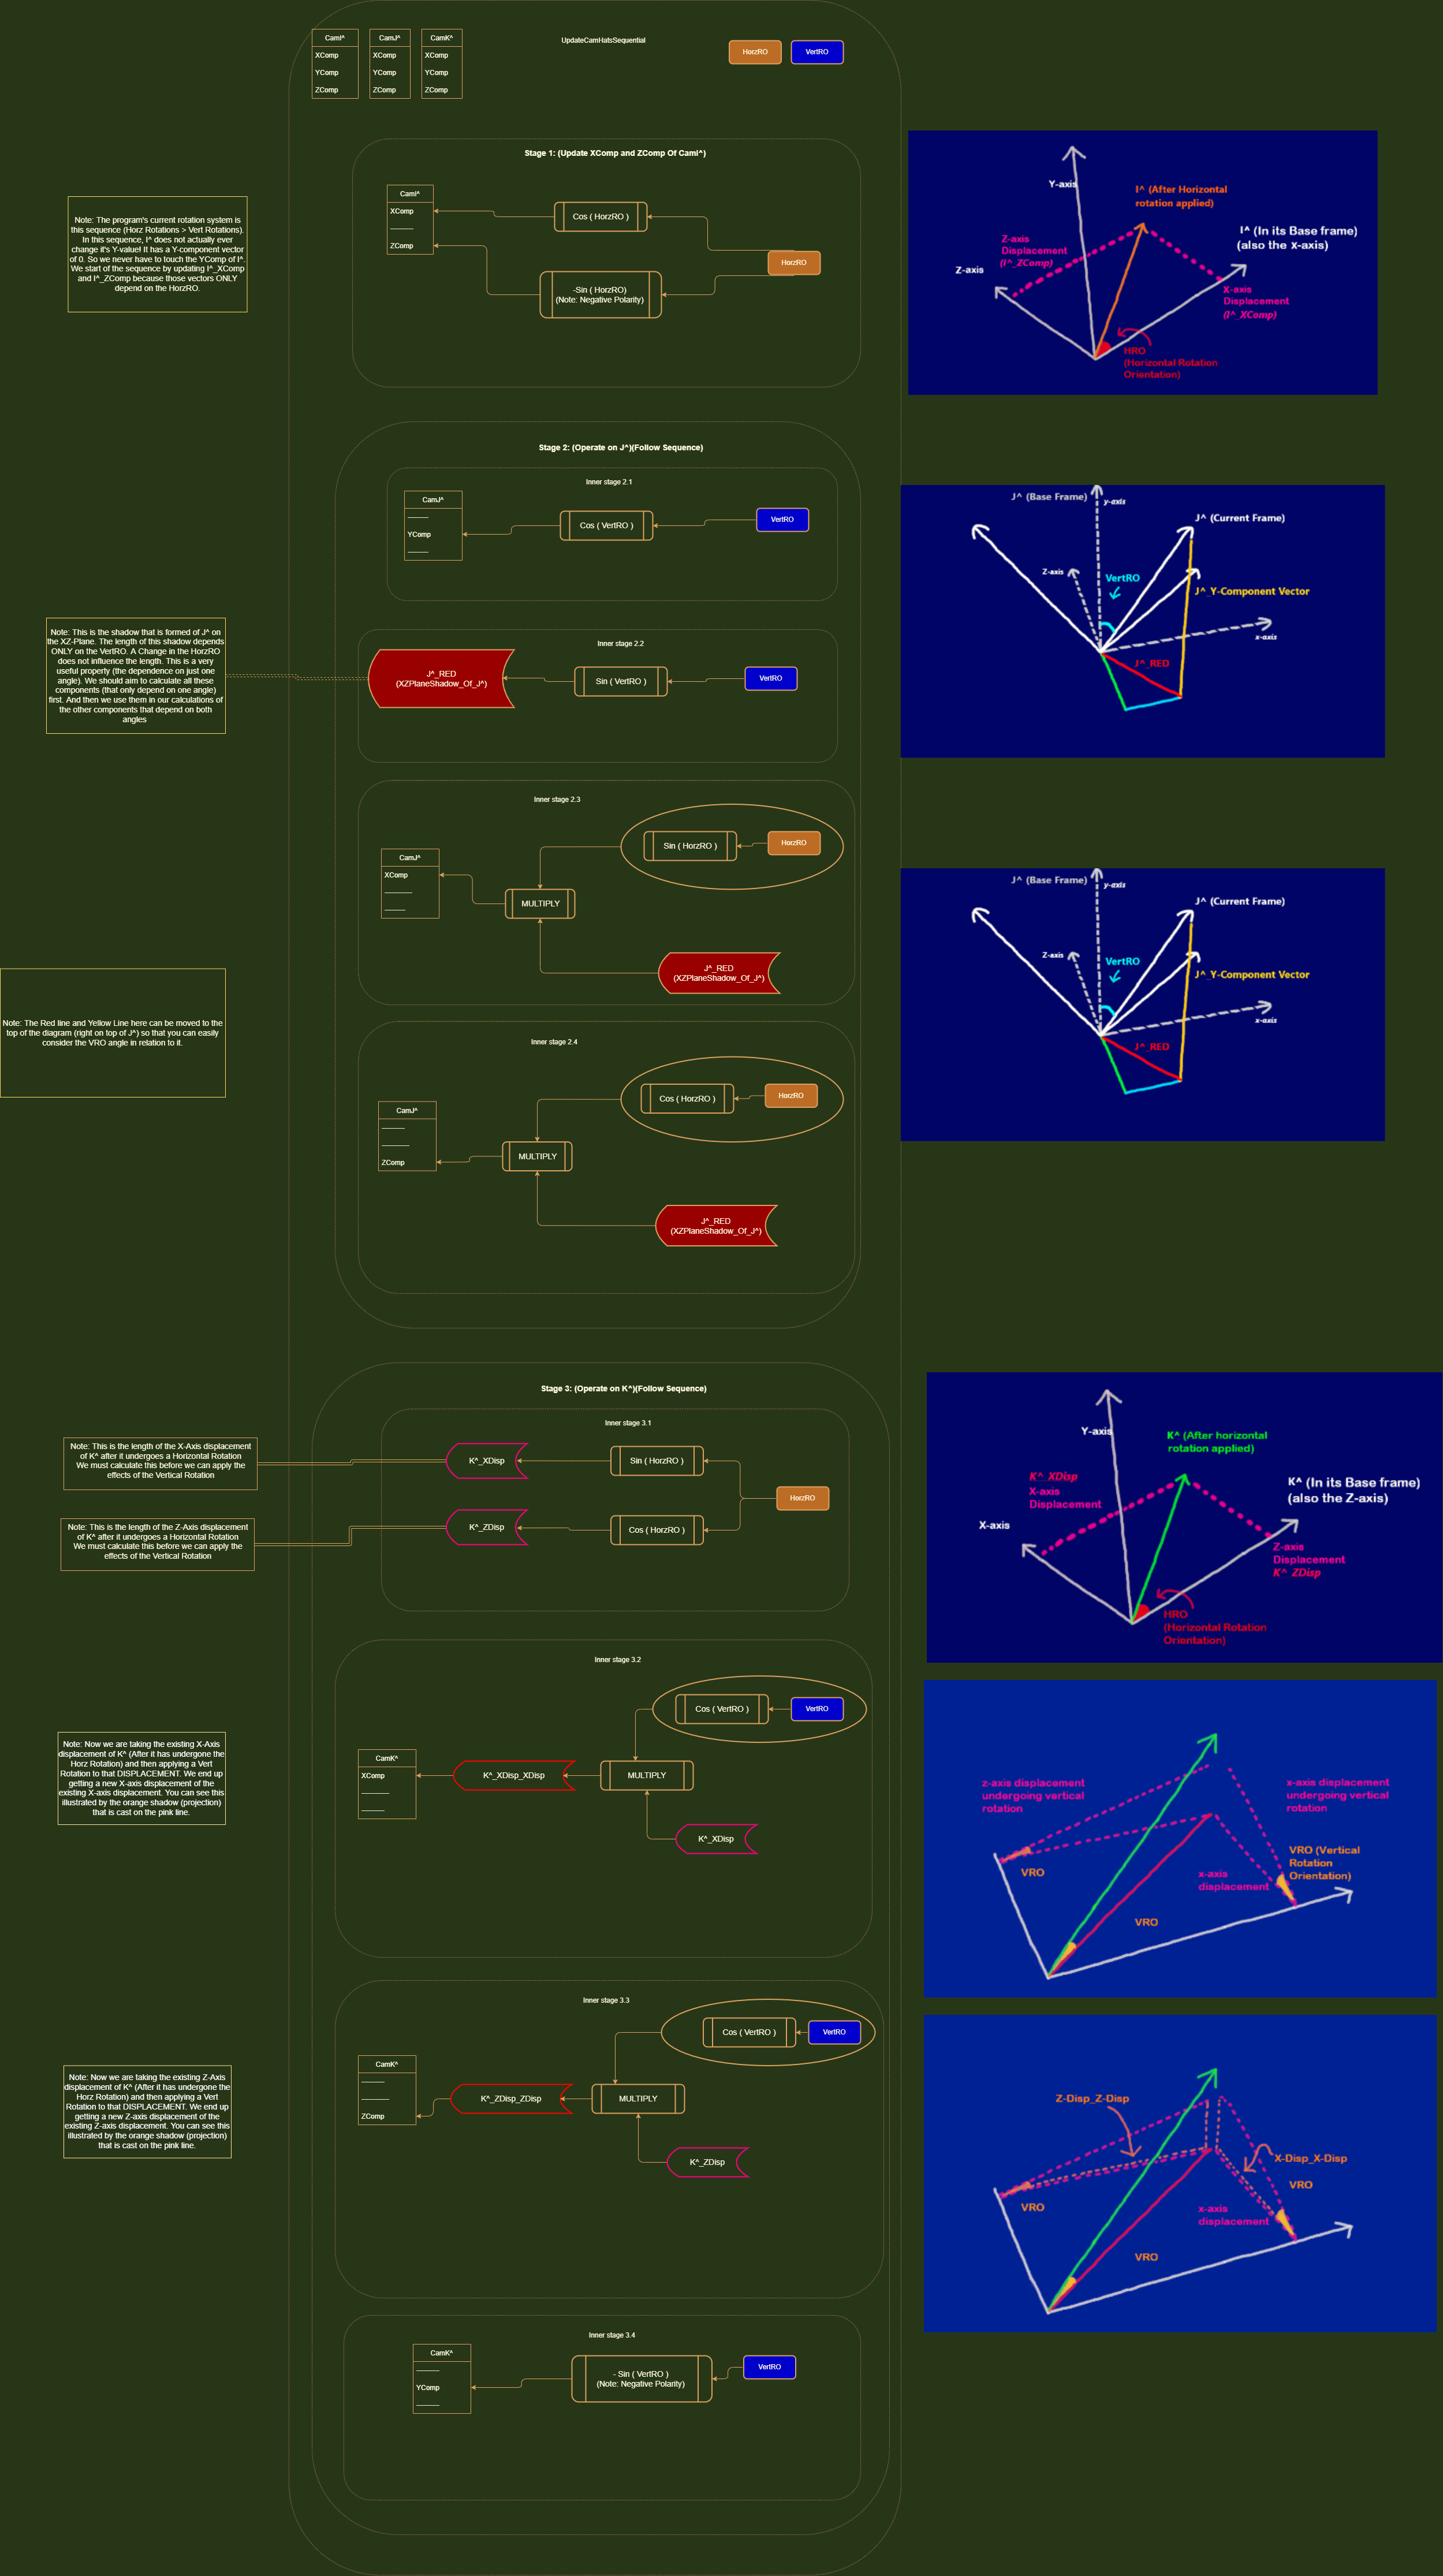 CamI^
XComp
YComp
ZComp
CamJ^
XComp
YComp
ZComp
CamK^
XComp
YComp
ZComp
UpdateCamHatsSequential
HorzRO
VertRO
Stage 1: (Update XComp and ZComp Of CamI^)
Note: The program's current rotation system is
this sequence (Horz Rotations > Vert Rotations).
In this sequence, I^ does not actually ever
change it's Y-value! It has a Y-component vector
of 0. So we never have to touch the YComp of I^.
We start of the sequence by updating I^_XComp
and I^_ZComp because those vectors ONLY
depend on the HorzRO.
CamI^
XComp
ZComp
Cos ( HorzRO )
-Sin ( HorzRO)
(Note: Negative Polarity)
HorzRO
Y-axis
I^ (After Horizontal
rotation applied)
I^ (In its Base frame)
(also the X-axis)
Z-axis
Displacement
(I^_ZComp)
Z-axis
X-axis
Displacement
(I^_XComp)
HRO
(Horizontal Rotation
Orientation)
Stage 2: (Operate on J^)(Follow Sequence)
Inner stage 2.1
CamJ^
YComp
Cos ( VertRO )
VertRO
J^ (Base Frame)
y-axis
J^ (Current Frame)
Z-axis
VertRO
J^_Y-Component Vector
x-axis
J^_RED
Note: This is the shadow that is formed of J^ on
the XZ-Plane. The length of this shadow depends
ONLY on the VertRO. A Change in the HorzRO
does not influence the length. This is a very
useful property (the dependence on just one
angle). We should aim to calculate all these
components (that only depend on one angle)
first. And then we use them in our calculations of
the other components that depend on both
angles
Inner stage 2.2
J^_RED
(XZPlaneShadow_Of_J^)
Sin ( VertRO )
VertRO
Inner stage 2.3
CamJ^
XComp
MULTIPLY
Sin ( HorzRO )
HorzRO
J^_RED
(XZPlaneShadow_Of_J^)
J^ (Base Frame)
y-axis
J^ (Current Frame)
Z-axis
VertRO
J^_Y-Component Vector
x-axis
J^_RED
Note: The Red line and Yellow Line here can be moved to the
top of the diagram (right on top of J^) so that you can easily
consider the VRO angle in relation to it.
Inner stage 2.4
CamJ^
ZComp
MULTIPLY
Cos ( HorzRO )
HorzRO
J^_RED
(XZPlaneShadow_Of_J^)
Stage 3: (Operate on K^)(Follow Sequence)
Inner stage 3.1
Note: This is the length of the X-Axis displacement
of K^ after it undergoes a Horizontal Rotation
We must calculate this before we can apply the
effects of the Vertical Rotation
Note: This is the length of the Z-Axis displacement
of K^ after it undergoes a Horizontal Rotation
We must calculate this before we can apply the
effects of the Vertical Rotation
K^_XDisp
Sin ( HorzRO )
HorzRO
K^_ZDisp
Cos ( HorzRO )
Y-axis
K^ (After horizontal
rotation applied)
K^_XDisp
X-axis
Displacement
K^ (In its Base frame)
(also the Z-axis)
X-axis
Z-axis
Displacement
K^_ZDisp
HRO
(Horizontal Rotation
Oriontation)
Inner stage 3.2
Note: Now we are taking the existing X-Axis
displacement of K^ (After it has undergone the
Horz Rotation) and then applying a Vert
Rotation to that DISPLACEMENT. We end up
getting a new X-axis displacement of the
existing X-axis displacement. You can see this
illustrated by the orange shadow (projection)
that is cast on the pink line.
CamK^
XComp
K^_XDisp_XDisp
MULTIPLY
Cos ( VertRO )
VertRO
K^_XDisp
z-axis displacement
undergoing vertical
rotation
x-axis displacement
undergoing vertical
rotation
VRO (Vertical
Rotation
Orientation)
VRO
x-axis
displacement
VRO
Inner stage 3.3
Note: Now we are taking the existing Z-Axis
displacement of K^ (After it has undergone the
Horz Rotation) and then applying a Vert
Rotation to that DISPLACEMENT. We end up
getting a new Z-axis displacement of the
existing Z-axis displacement. You can see this
illustrated by the orange shadow (projection)
that is cast on the pink line.
CamK^
ZComp
K^_ZDisp_ZDisp
MULTIPLY
Cos ( VertRO )
VertRO
K^_ZDisp
Z-Disp_Z-Disp
X-Disp_X-Disp
VRO
VRO
x-axis
displacement
VRO
Inner stage 3.4
CamK^
YComp
- Sin ( VertRO )
(Note: Negative Polarity)
VertRO